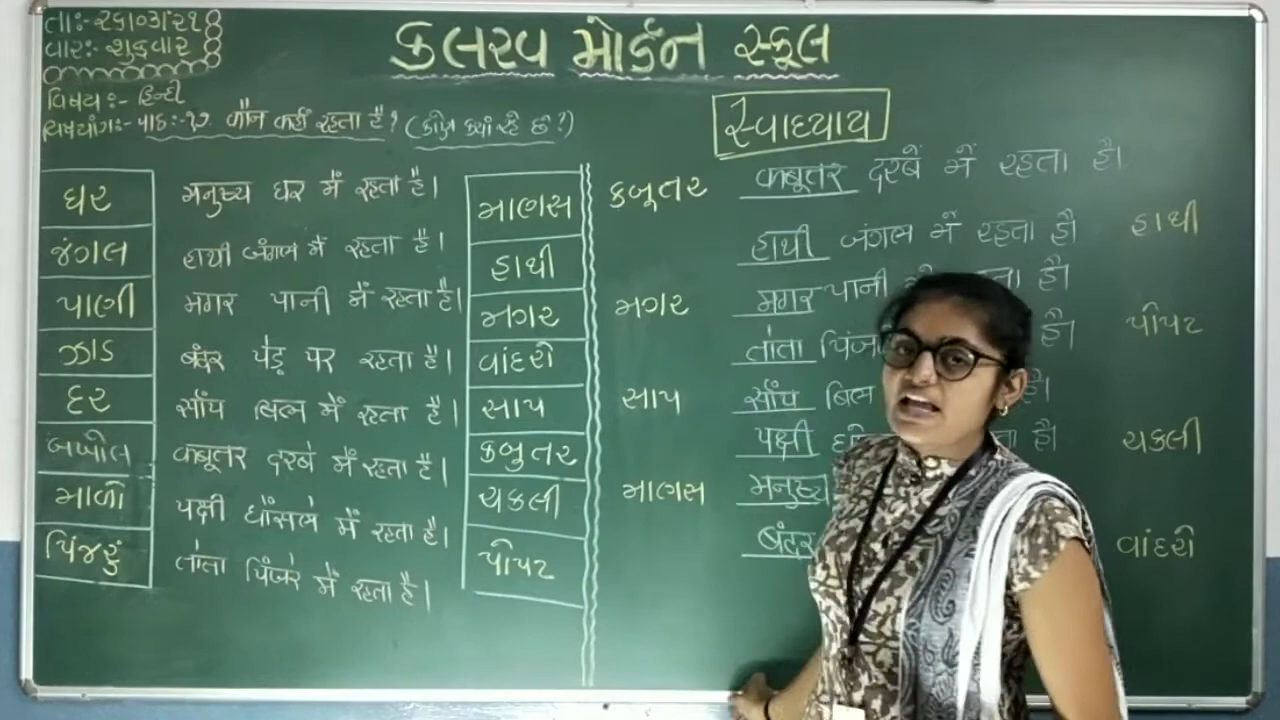 તા:- ૨૬/૦૩/૨૧
વાર:- શુક્રવાર
કલરવ મોર્ડન સ્કૂલ
વિષય :- હિન્દી
વિષયાંગ:- પાઠ:-૧૭ कौन कहाँ रहता है? (કોણ ક્યાં રહે છે?)
સ્વાધ્યાય
ઘર
मनुष्य घर में रहता है।
માણસ
જંગલ
हाथी जंगल में रहता है।
હાથી
પાણી
मगर पानी में रहता है।
મગર
ઝાડ
बंदर पेड़ पर रहता है।
વાંદરો
દર
साँप बिल में रहता है।
સાપ
બખોલ
कबूतर दरबे में रहता है।
કબુતર
માળો
पक्षी घोंसले में रहता है।
ચકલી
પિંજરું
तोता पिंजरे में रहता है।
પોપટ
કબૂતર
कबूतर दरबें में रहता है।
हाथी जंगल में रहता है।
હાથી
મગર
मगर पानी है।
तोता है।
પોપટ
સાપ
साँप बिल है।
पक्षी है।
ચકલી
માણસ
मनुष्य
बंदर
વાંદરો